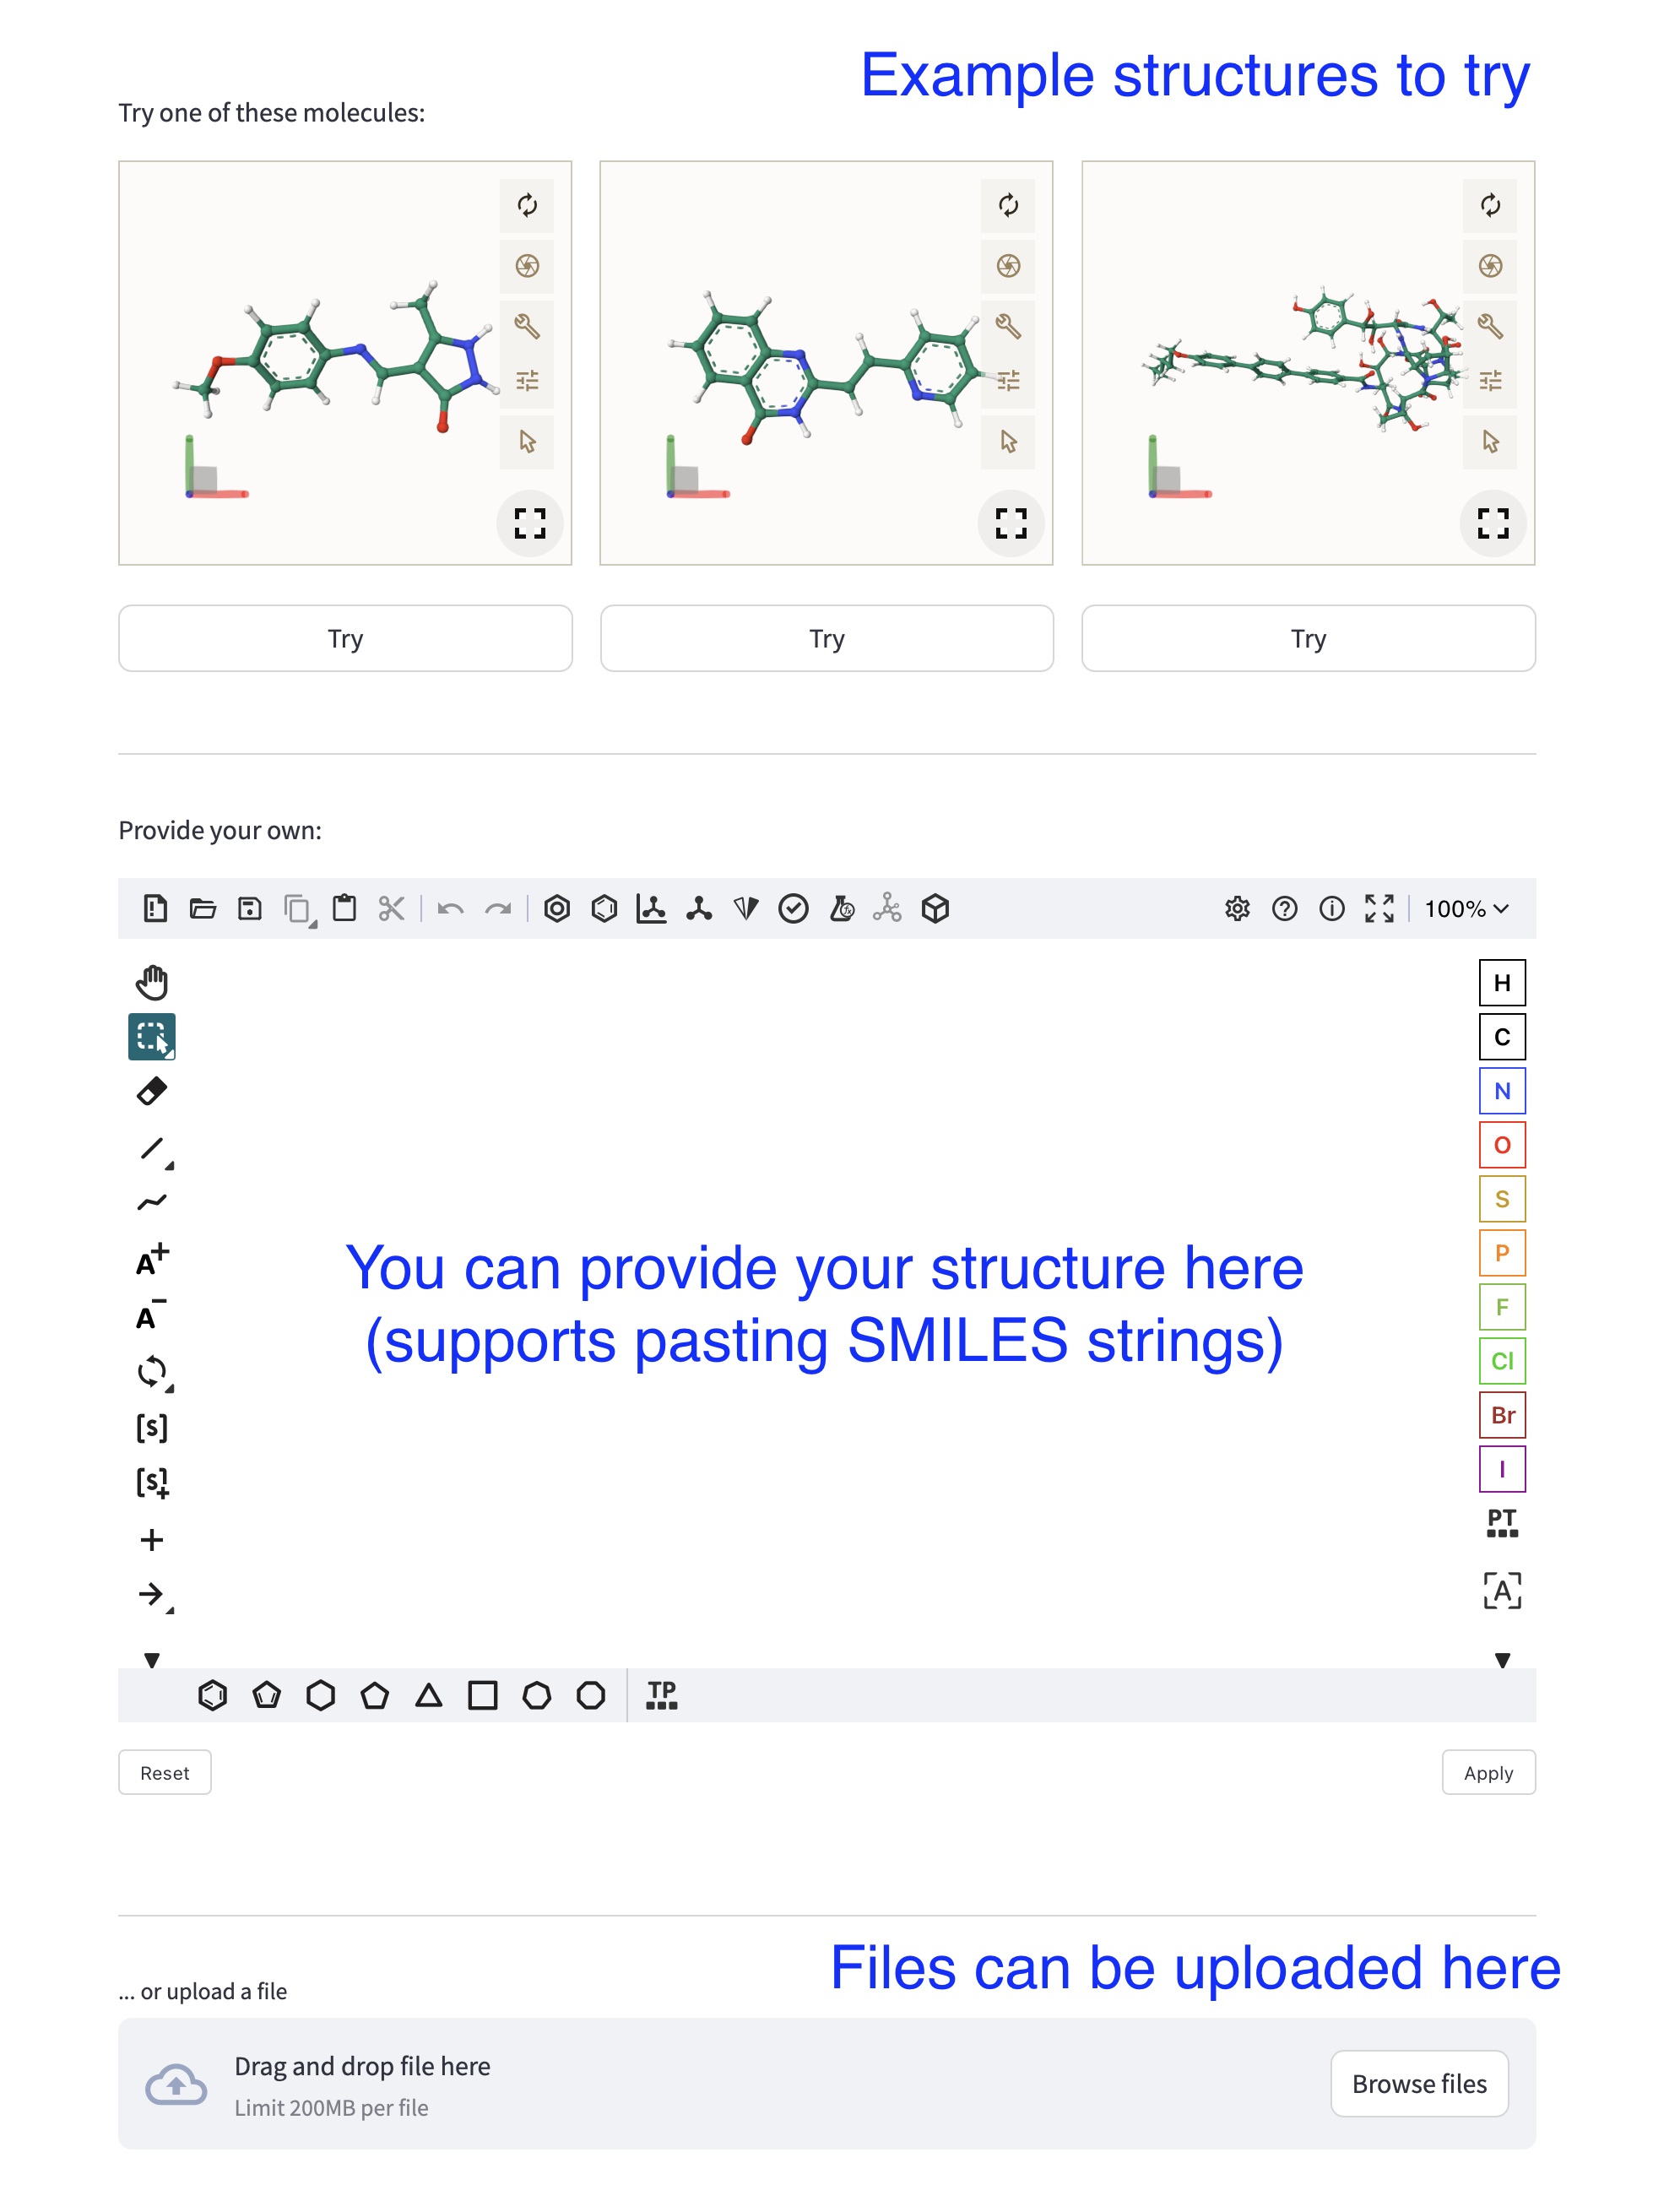 Example structures to try
Try one of these molecules:
Try
Try
Try
Provide your own:
100%
H
C
N
O
S
P
F
Cl
Br
I
PT
A
A+
A-
[S]
[S]+
You can provide your structure here
(supports pasting SMILES strings)
TP
Reset
Apply
Files can be uploaded here
... or upload a file
Drag and drop file here
Limit 200MB per file
Browse files